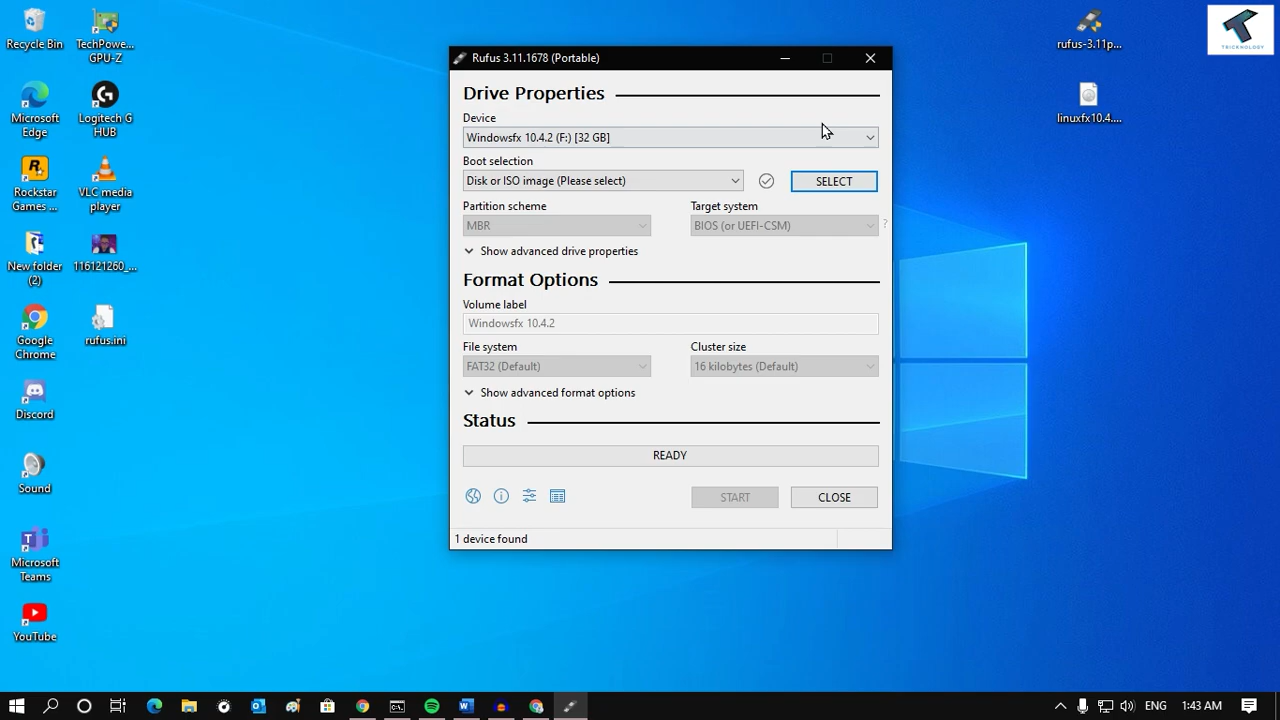 Recycle Bin
TechPowe...
GPU-Z
Microsoft
Edge
Logitech G
HUB
Rockstar
Games ...
VLC media
player
New folder
(2)
116121260_...
Google
Chrome
rufus.ini
Discord
Sound
Microsoft
Teams
YouTube
Rufus 3.11.1678 (Portable)
Drive Properties
Device
Windowsfx 10.4.2 (F:) [32 GB]
Boot selection
Disk or ISO image (Please select)
SELECT
Partition scheme
Target system
MBR
BIOS (or UEFI-CSM)
?
Show advanced drive properties
Format Options
Volume label
Windowsfx 10.4.2
File system
Cluster size
FAT32 (Default)
16 kilobytes (Default)
Show advanced format options
Status
READY
START
CLOSE
1 device found
rufus-3.11p...
linuxfx10.4....
TRICKNOLOGY
ENG
1:43 AM